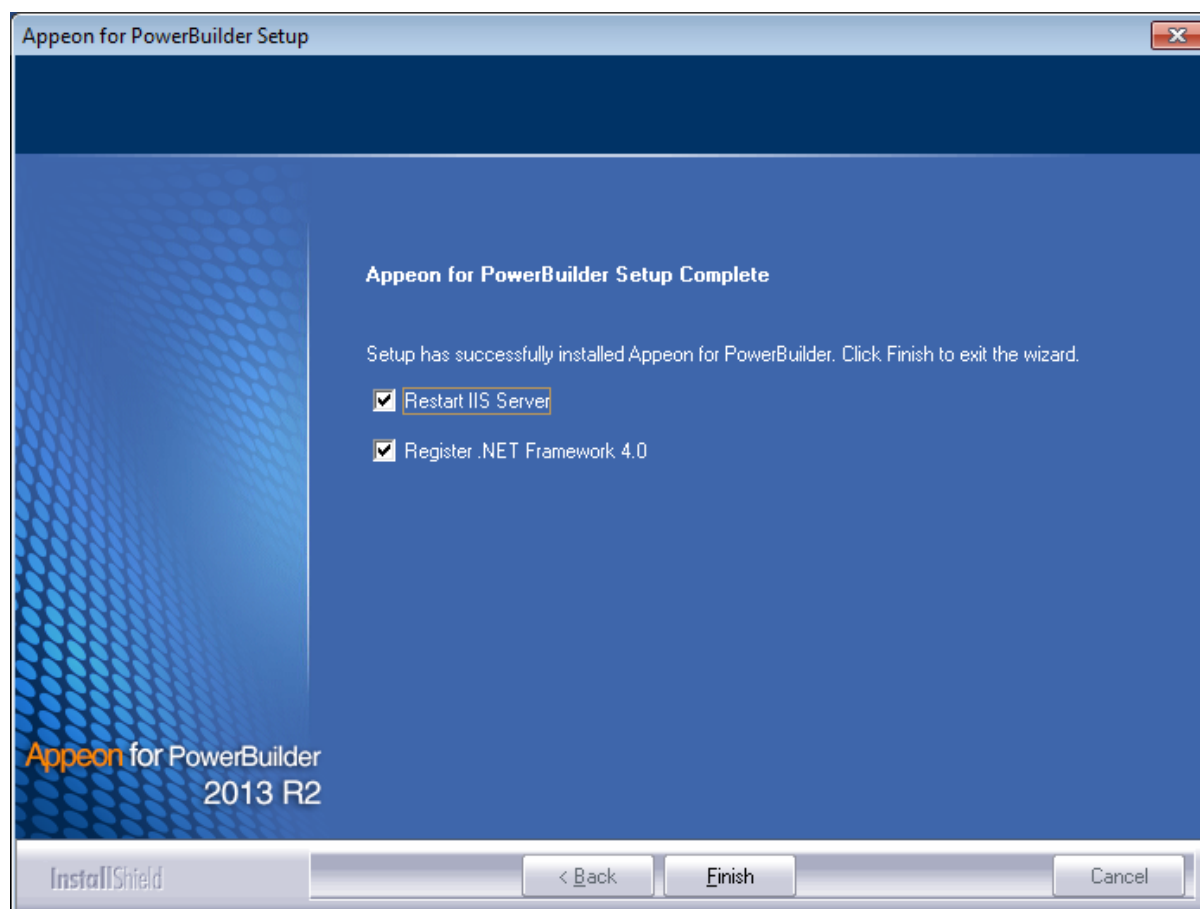 Appeon for PowerBuilder Setup
Appeon for PowerBuilder Setup Complete
Setup has successfully installed Appeon for PowerBuilder. Click Finish to exit the wizard.
Restart IIS Server
Register .NET Framework 4.0
Appeon for PowerBuilder
2013 R2
InstallShield
< Back
Finish
Cancel